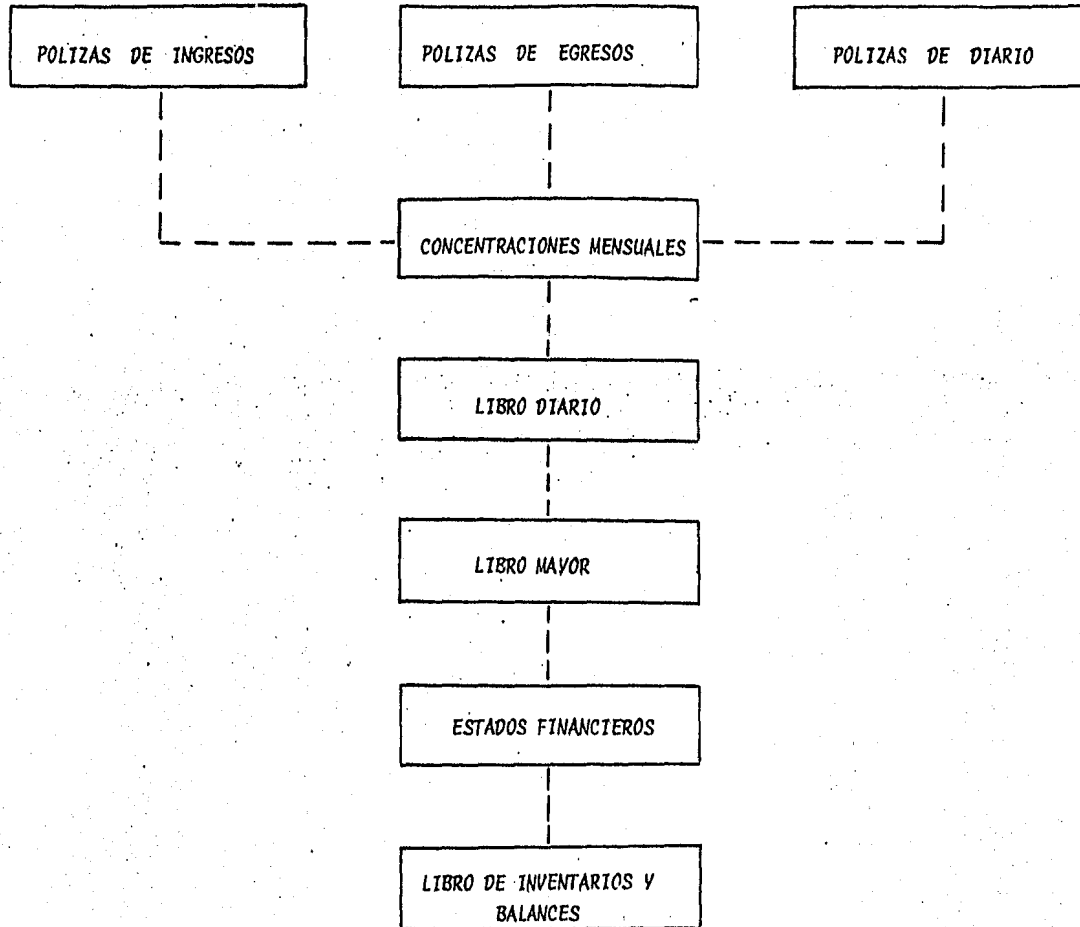 POLIZAS DE INGRESOS
POLIZAS DE EGRESOS
POLIZAS DE DIARIO
CONCENTRACIONES MENSUALES
LIBRO DIARIO
LIBRO MAYOR
ESTADOS FINANCIEROS
LIBRO DE INVENTARIOS Y
BALANCES